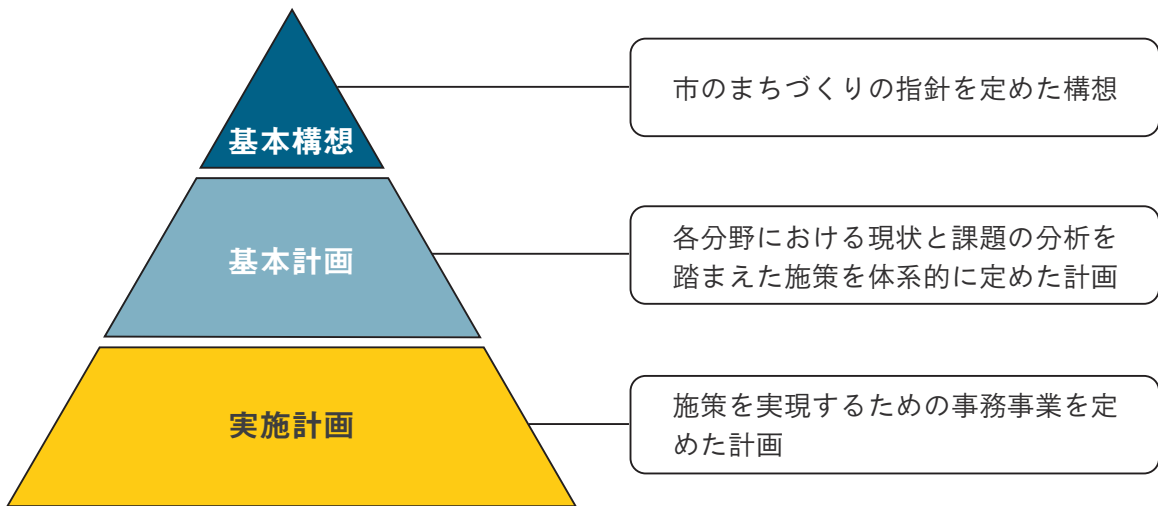 基本構想
市のまちづくりの指針を定めた構想
基本計画
各分野における現状と課題の分析を
踏まえた施策を体系的に定めた計画
実施計画
施策を実現するための事務事業を定
めた計画